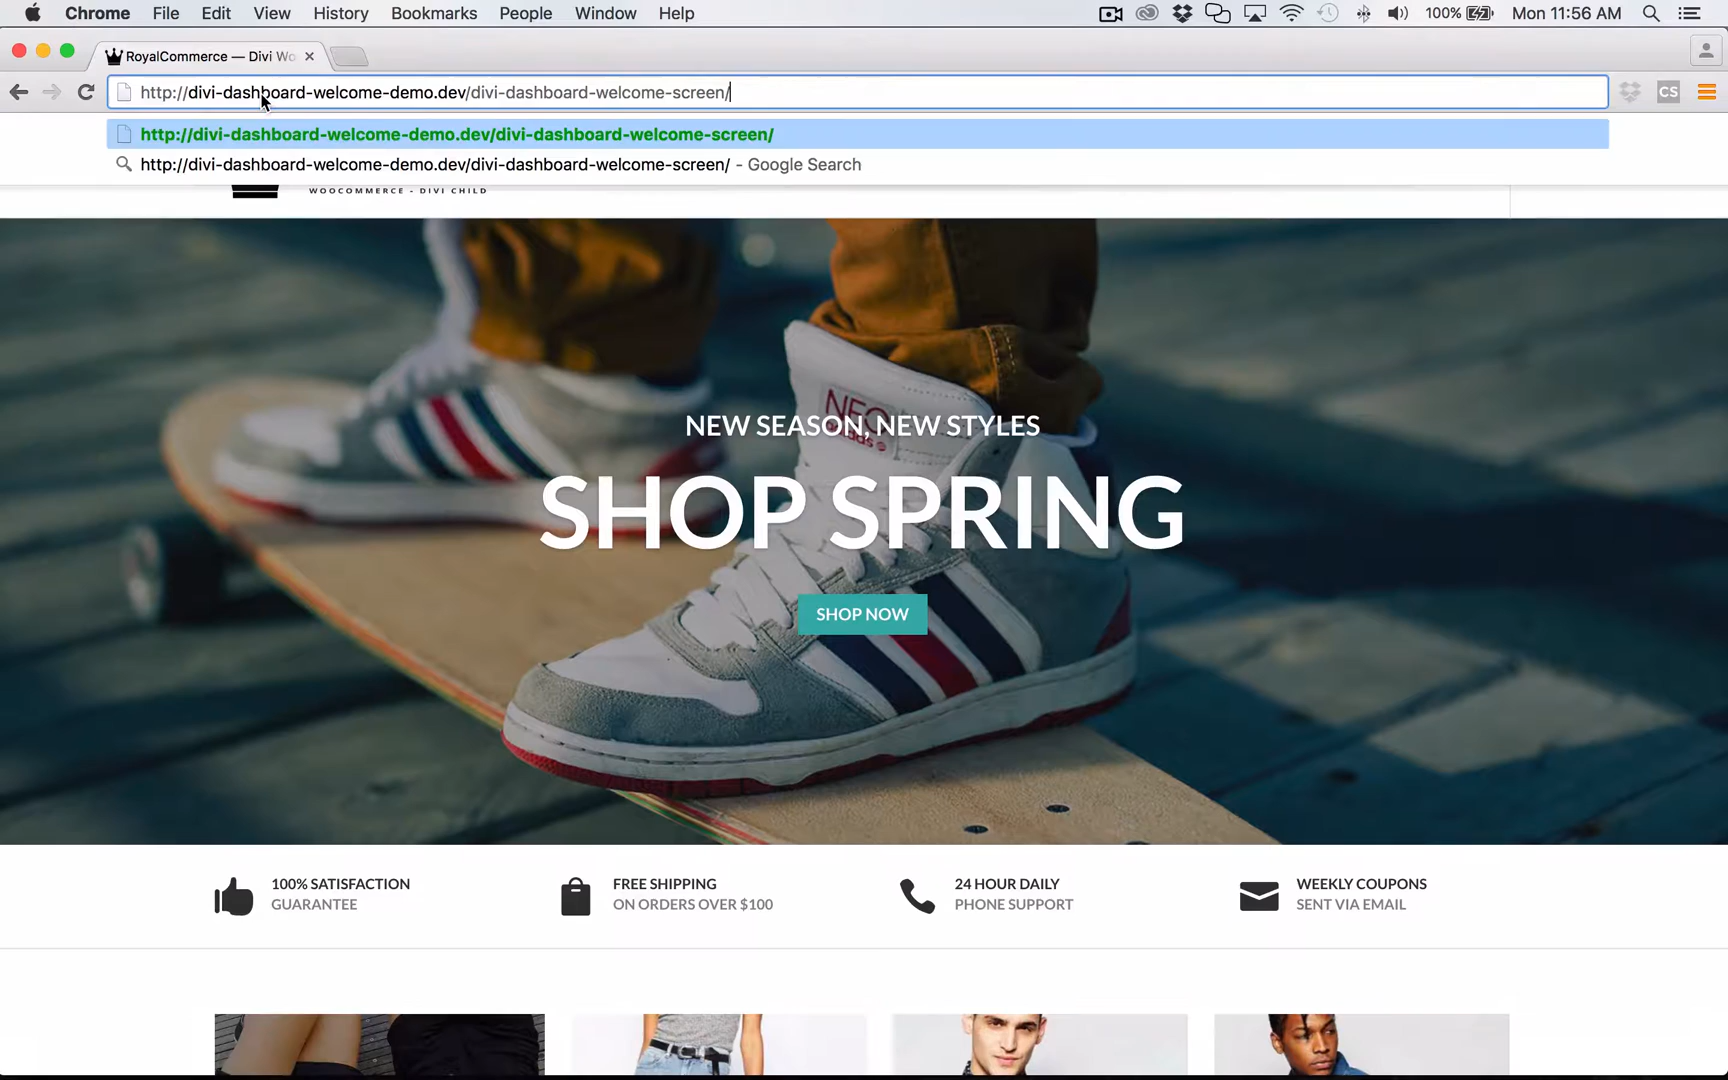 Chrome File Edit View History Bookmarks People Window Help 100% Mon 11:56 AM
RoyalCommerce — Divi Wo
http://divi-dashboard-welcome-demo.dev/divi-dashboard-welcome-screen/ CS
http://divi-dashboard-welcome-demo.dev/divi-dashboard-welcome-screen/
http://divi-dashboard-welcome-demo.dev/divi-dashboard-welcome-screen/ - Google Search
WOOCOMMERCE - DIVI CHILD
NEO
NEW SEASON, NEW STYLES
SHOP SPRING
SHOP NOW
100% SATISFACTION
GUARANTEE
FREE SHIPPING
ON ORDERS OVER $100
24 HOUR DAILY
PHONE SUPPORT
WEEKLY COUPONS
SENT VIA EMAIL